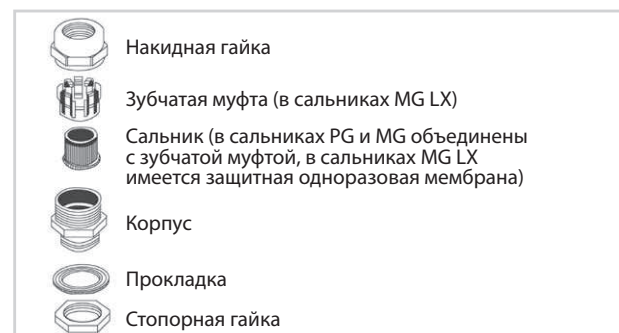 Накидная гайка
Зубчатая муфта (в сальниках MG LX)
Сальник (в сальниках PG и MG объединены
с зубчатой муфтой, в сальниках MG LX
имеется защитная одноразовая мембрана)
Корпус
Прокладка
Стопорная гайка